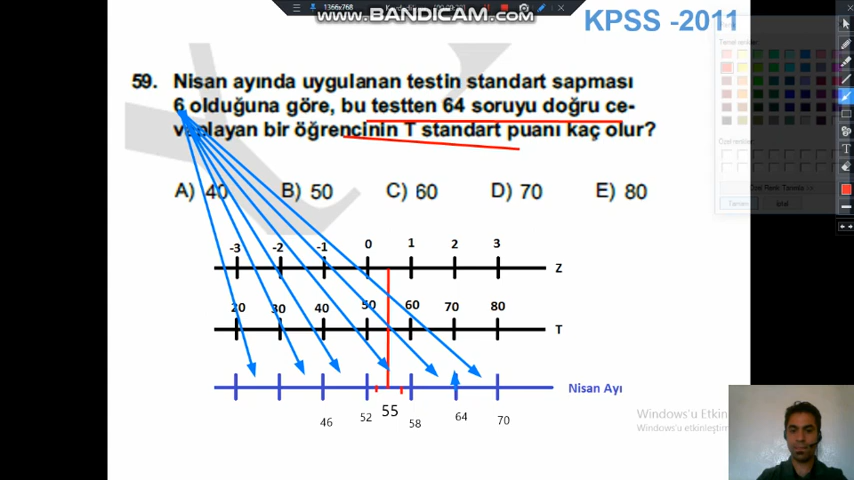 1366x768
www.BANDICAM.com
KPSS -2011
59. Nisan ayında uygulanan testin standart sapması
6 olduğuna göre, bu testten 64 soruyu doğru ce-
vaplayan bir öğrencinin T standart puanı kaç olur?
A) 40 B) 50 C) 60 D) 70 E) 80
-3 -2 -1 0 1 2 3
Z
20 30 40 50 60 70 80
T
Nisan Ayı
46 52 55 58 64 70
Windows'u Etkin
Windows'u etkinleştirm